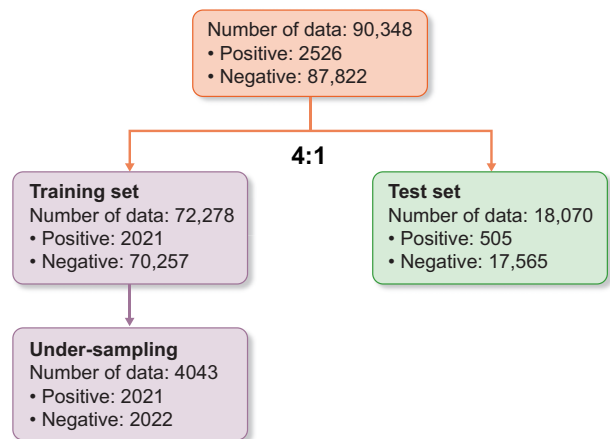 Number of data: 90,348
• Positive: 2526
• Negative: 87,822
4:1
Training set
Number of data: 72,278
• Positive: 2021
• Negative: 70,257
Test set
Number of data: 18,070
• Positive: 505
• Negative: 17,565
Under-sampling
Number of data: 4043
• Positive: 2021
• Negative: 2022